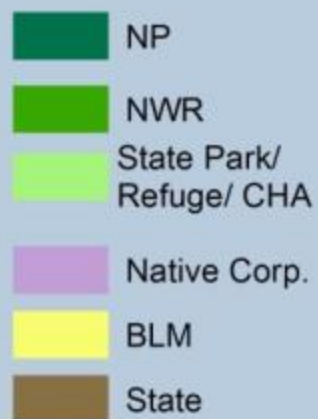 NP
NWR
State Park/
Refuge/ CHA
Native Corp.
BLM
State